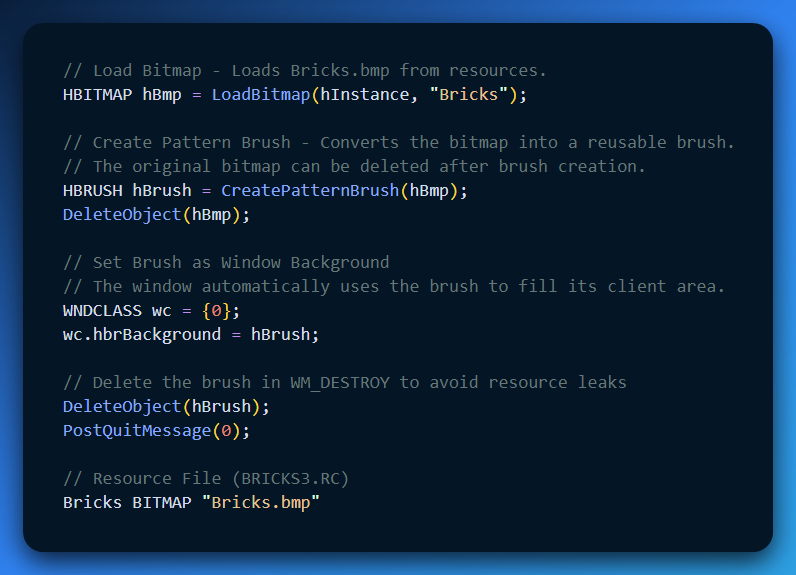 // Load Bitmap - Loads Bricks.bmp from resources.
HBITMAP hBmp = LoadBitmap(hInstance, "Bricks");
// Create Pattern Brush - Converts the bitmap into a reusable brush.
// The original bitmap can be deleted after brush creation.
HBRUSH hBrush = CreatePatternBrush(hBmp);
DeleteObject(hBmp);
// Set Brush as Window Background
// The window automatically uses the brush to fill its client area.
WNDCLASS wc = {0};
wc.hbrBackground = hBrush;
// Delete the brush in WM_DESTROY to avoid resource leaks
DeleteObject(hBrush);
PostQuitMessage(0);
// Resource File (BRICKS3.RC)
Bricks BITMAP "Bricks.bmp"